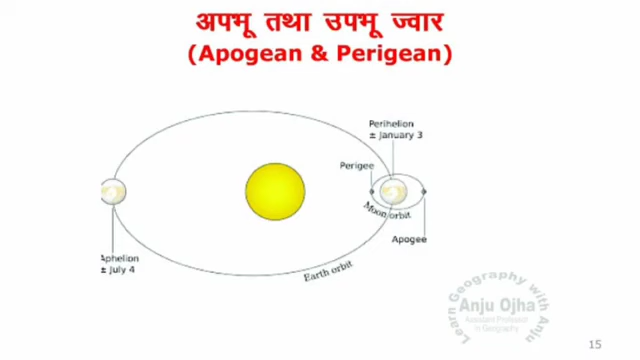 अपभू तथा उपभू ज्वार
(Apogean & Perigean)
Perihelion
± January 3
Perigee
Moon orbit
Apogee
Aphelion
± July 4
Earth orbit
Learn Geography with Anju
Anju Ojha
Assistant Professor
in Geography
15